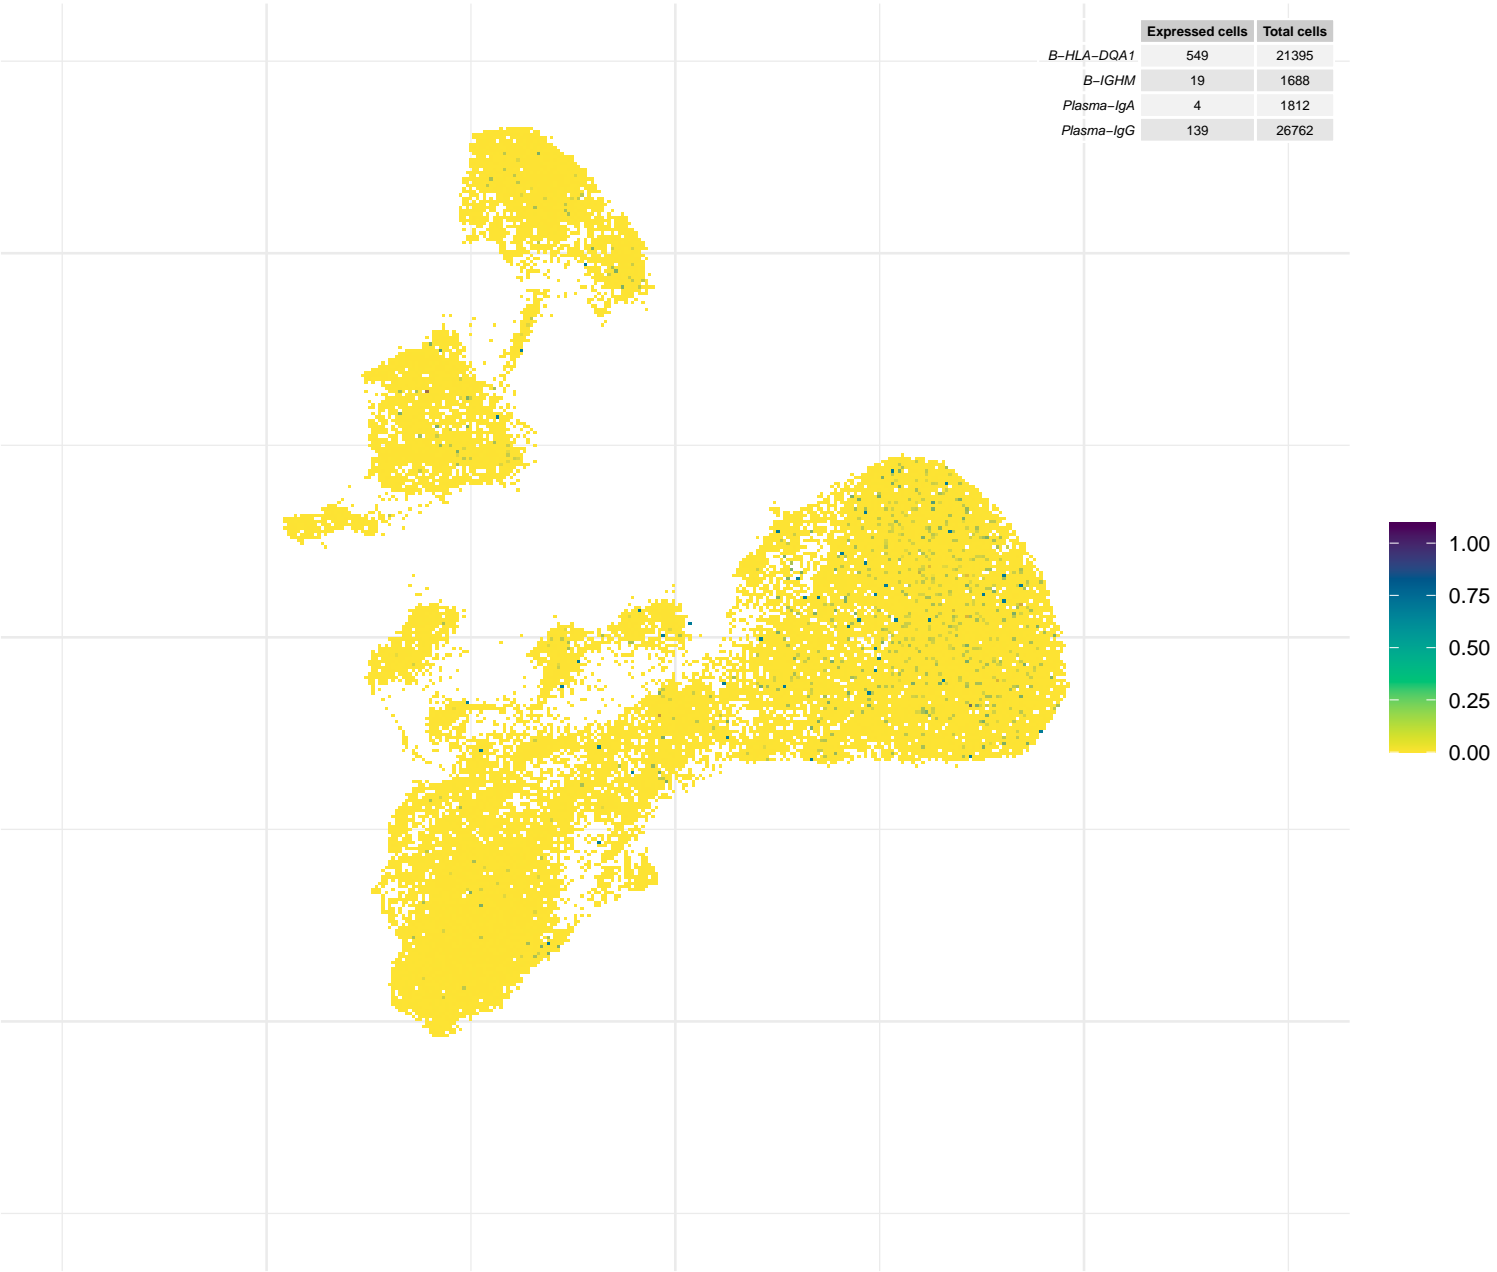 Expressed cells Total cells
B−HLA−DQA1 549 21395
B−IGHM 19 1688
Plasma−IgA 4 1812
Plasma−IgG 139 26762
1.00
0.75
0.50
0.25
0.00